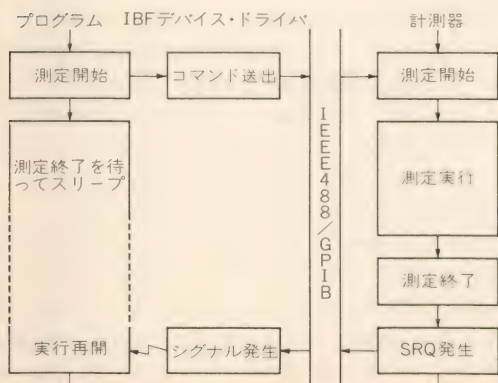 プログラム
IBFデバイス・ドライバ
計測器
測定開始
コマンド送出
測定開始
測定終了を待
ってスリープ
IEEE488/GPIB
測定実行
測定終了
実行再開
シグナル発生
SRQ発生